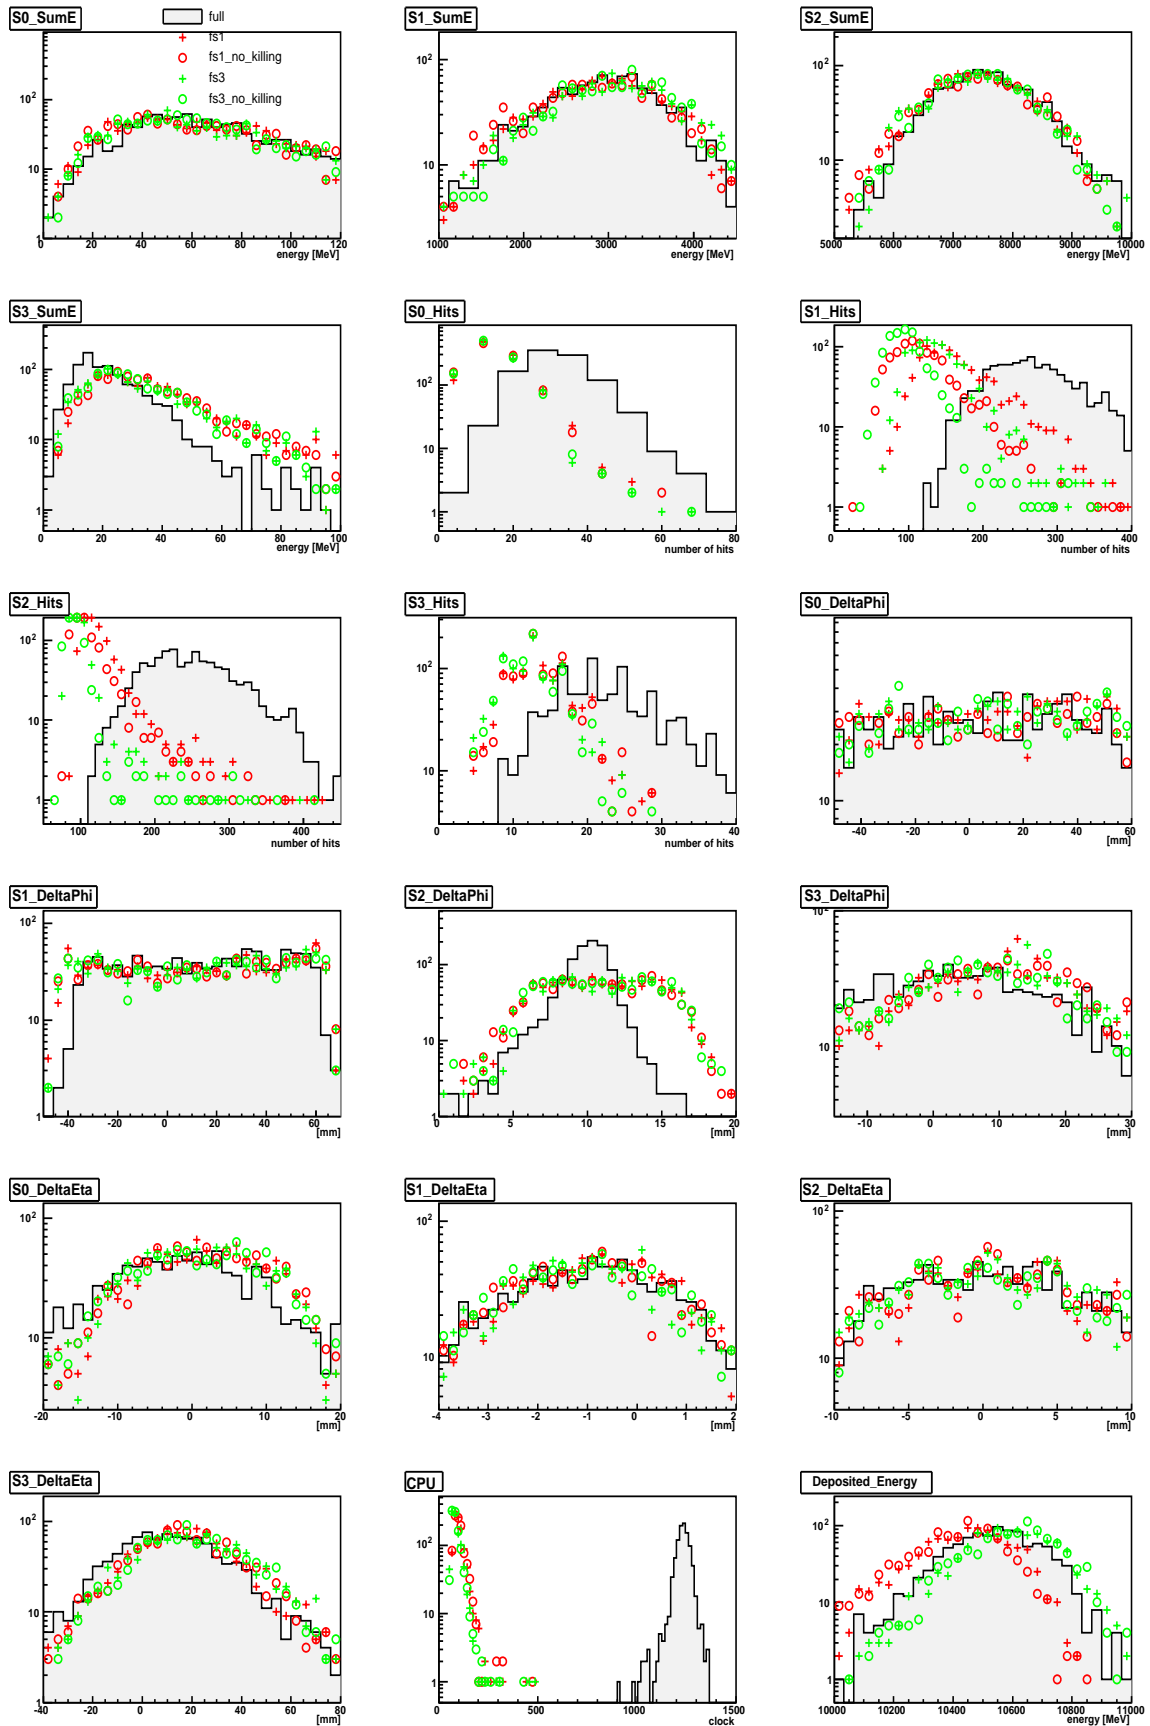 S0_SumE
full
fs1
fs1_no_killing
fs3
fs3_no_killing
10²
10
1
0 20 40 60 80 100 120
energy [MeV]
S1_SumE
10²
10
1000 2000 3000 4000
energy [MeV]
S2_SumE
10²
10
1
5000 6000 7000 8000 9000 10000
energy [MeV]
S3_SumE
10²
10
1
0 20 40 60 80 100
energy [MeV]
S0_Hits
10²
10
1
0 20 40 60 80
number of hits
S1_Hits
10²
10
1
0 100 200 300 400
number of hits
S2_Hits
10²
10
1
100 200 300 400
number of hits
S3_Hits
10²
10
0 10 20 30 40
number of hits
S0_DeltaPhi
10
-40 -20 0 20 40 60
[mm]
S1_DeltaPhi
10²
10
1
-40 -20 0 20 40 60
[mm]
S2_DeltaPhi
10²
10
1
0 5 10 15 20
[mm]
S3_DeltaPhi
10²
10
-10 0 10 20 30
[mm]
S0_DeltaEta
10²
10
-20 -10 0 10 20
[mm]
S1_DeltaEta
10²
10
-4 -3 -2 -1 0 1 2
[mm]
S2_DeltaEta
10²
10
-10 -5 0 5 10
[mm]
S3_DeltaEta
10²
10
1
-40 -20 0 20 40 60 80
[mm]
CPU
10²
10
1
0 500 1000 1500
clock
Deposited_Energy
10²
10
1
10000 10200 10400 10600 10800 11000
energy [MeV]